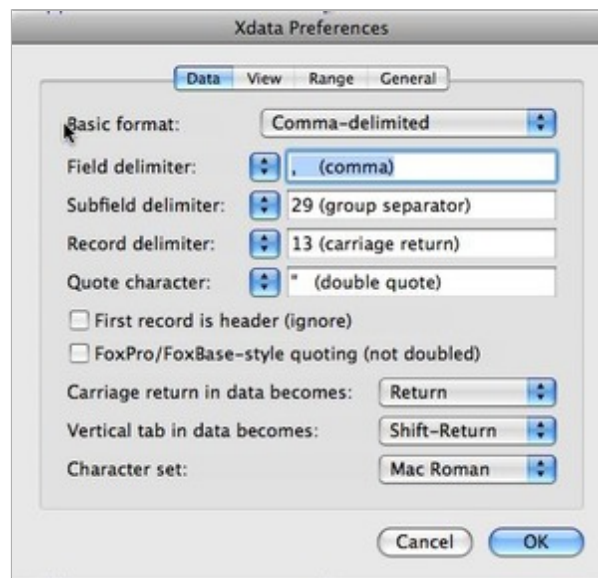 Xdata Preferences
Data View Range General
Basic format: Comma-delimited
Field delimiter: , (comma)
Subfield delimiter: 29 (group separator)
Record delimiter: 13 (carriage return)
Quote character: " (double quote)
First record is header (ignore)
FoxPro/FoxBase-style quoting (not doubled)
Carriage return in data becomes: Return
Vertical tab in data becomes: Shift-Return
Character set: Mac Roman
Cancel OK